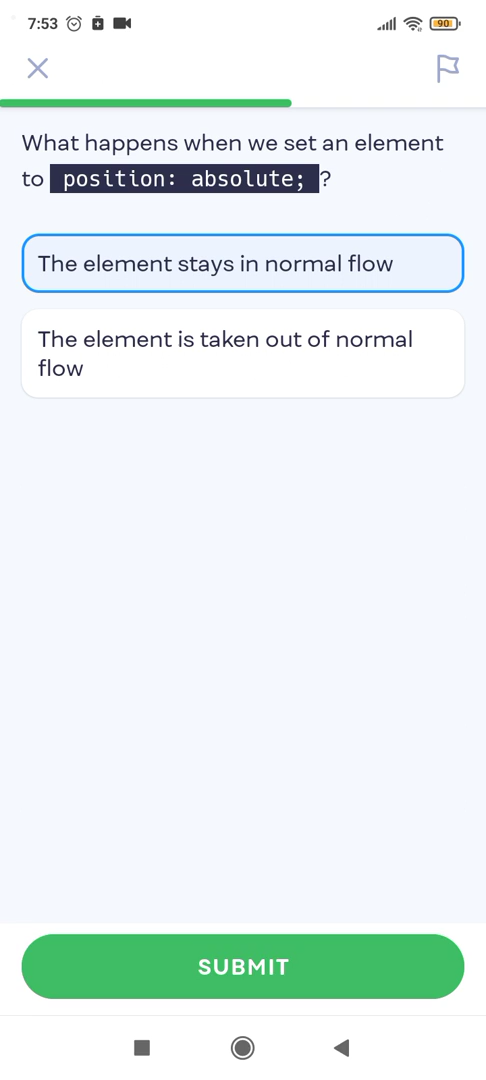 7:53
90
What happens when we set an element
to position: absolute; ?
The element stays in normal flow
The element is taken out of normal
flow
SUBMIT